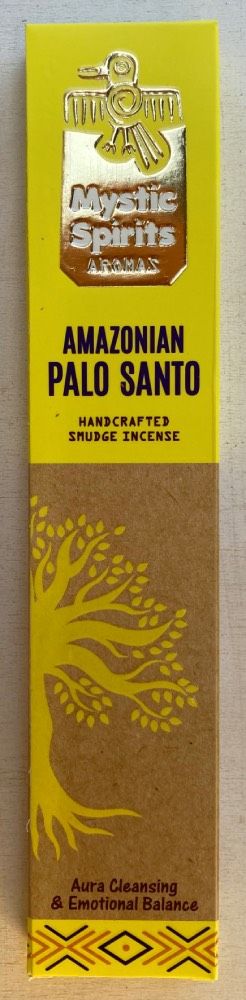 Mystic
Spirits
AROMAS
AMAZONIAN
PALO SANTO
HANDCRAFTED
SMUDGE INCENSE
Aura Cleansing
& Emotional Balance